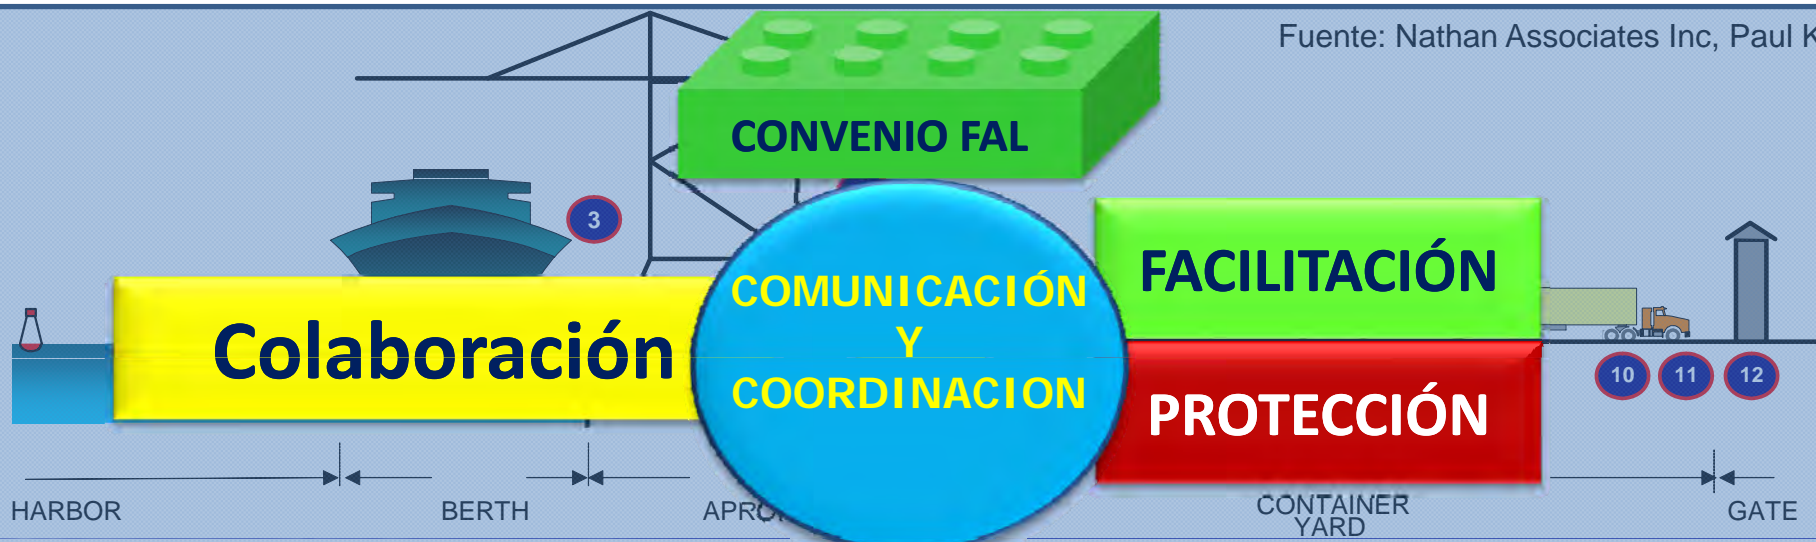 Fuente: Nathan Associates Inc, Paul K
CONVENIO FAL
3
FACILITACIÓN
COMUNICACIÓN
Y
COORDINACION
Colaboración
PROTECCIÓN
10 11 12
HARBOR
BERTH
APRO
CONTAINER
YARD
GATE